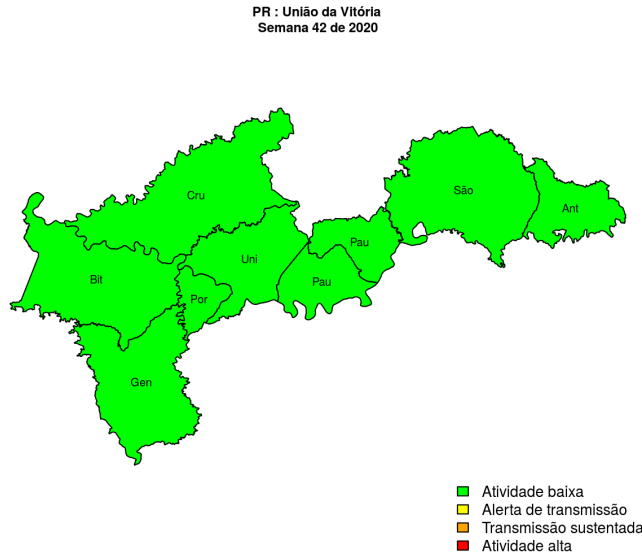 PR : União da Vitória
Semana 42 de 2020
Cru
São
Ant
Pau
Uni
Bit
Pau
Por
Gen
Atividade baixa
Alerta de transmissão
Transmissão sustentada
Atividade alta